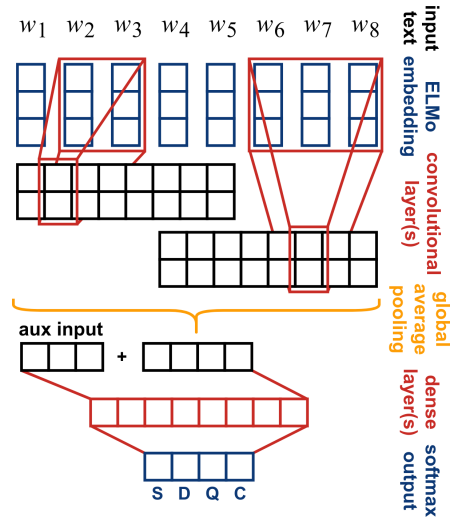 w1 w2 w3 w4 w5 w6 w7 w8
input
text
ELMo
embedding
convolutional
layer(s)
global
average
pooling
aux input
+
dense
layer(s)
softmax
output
S D Q C